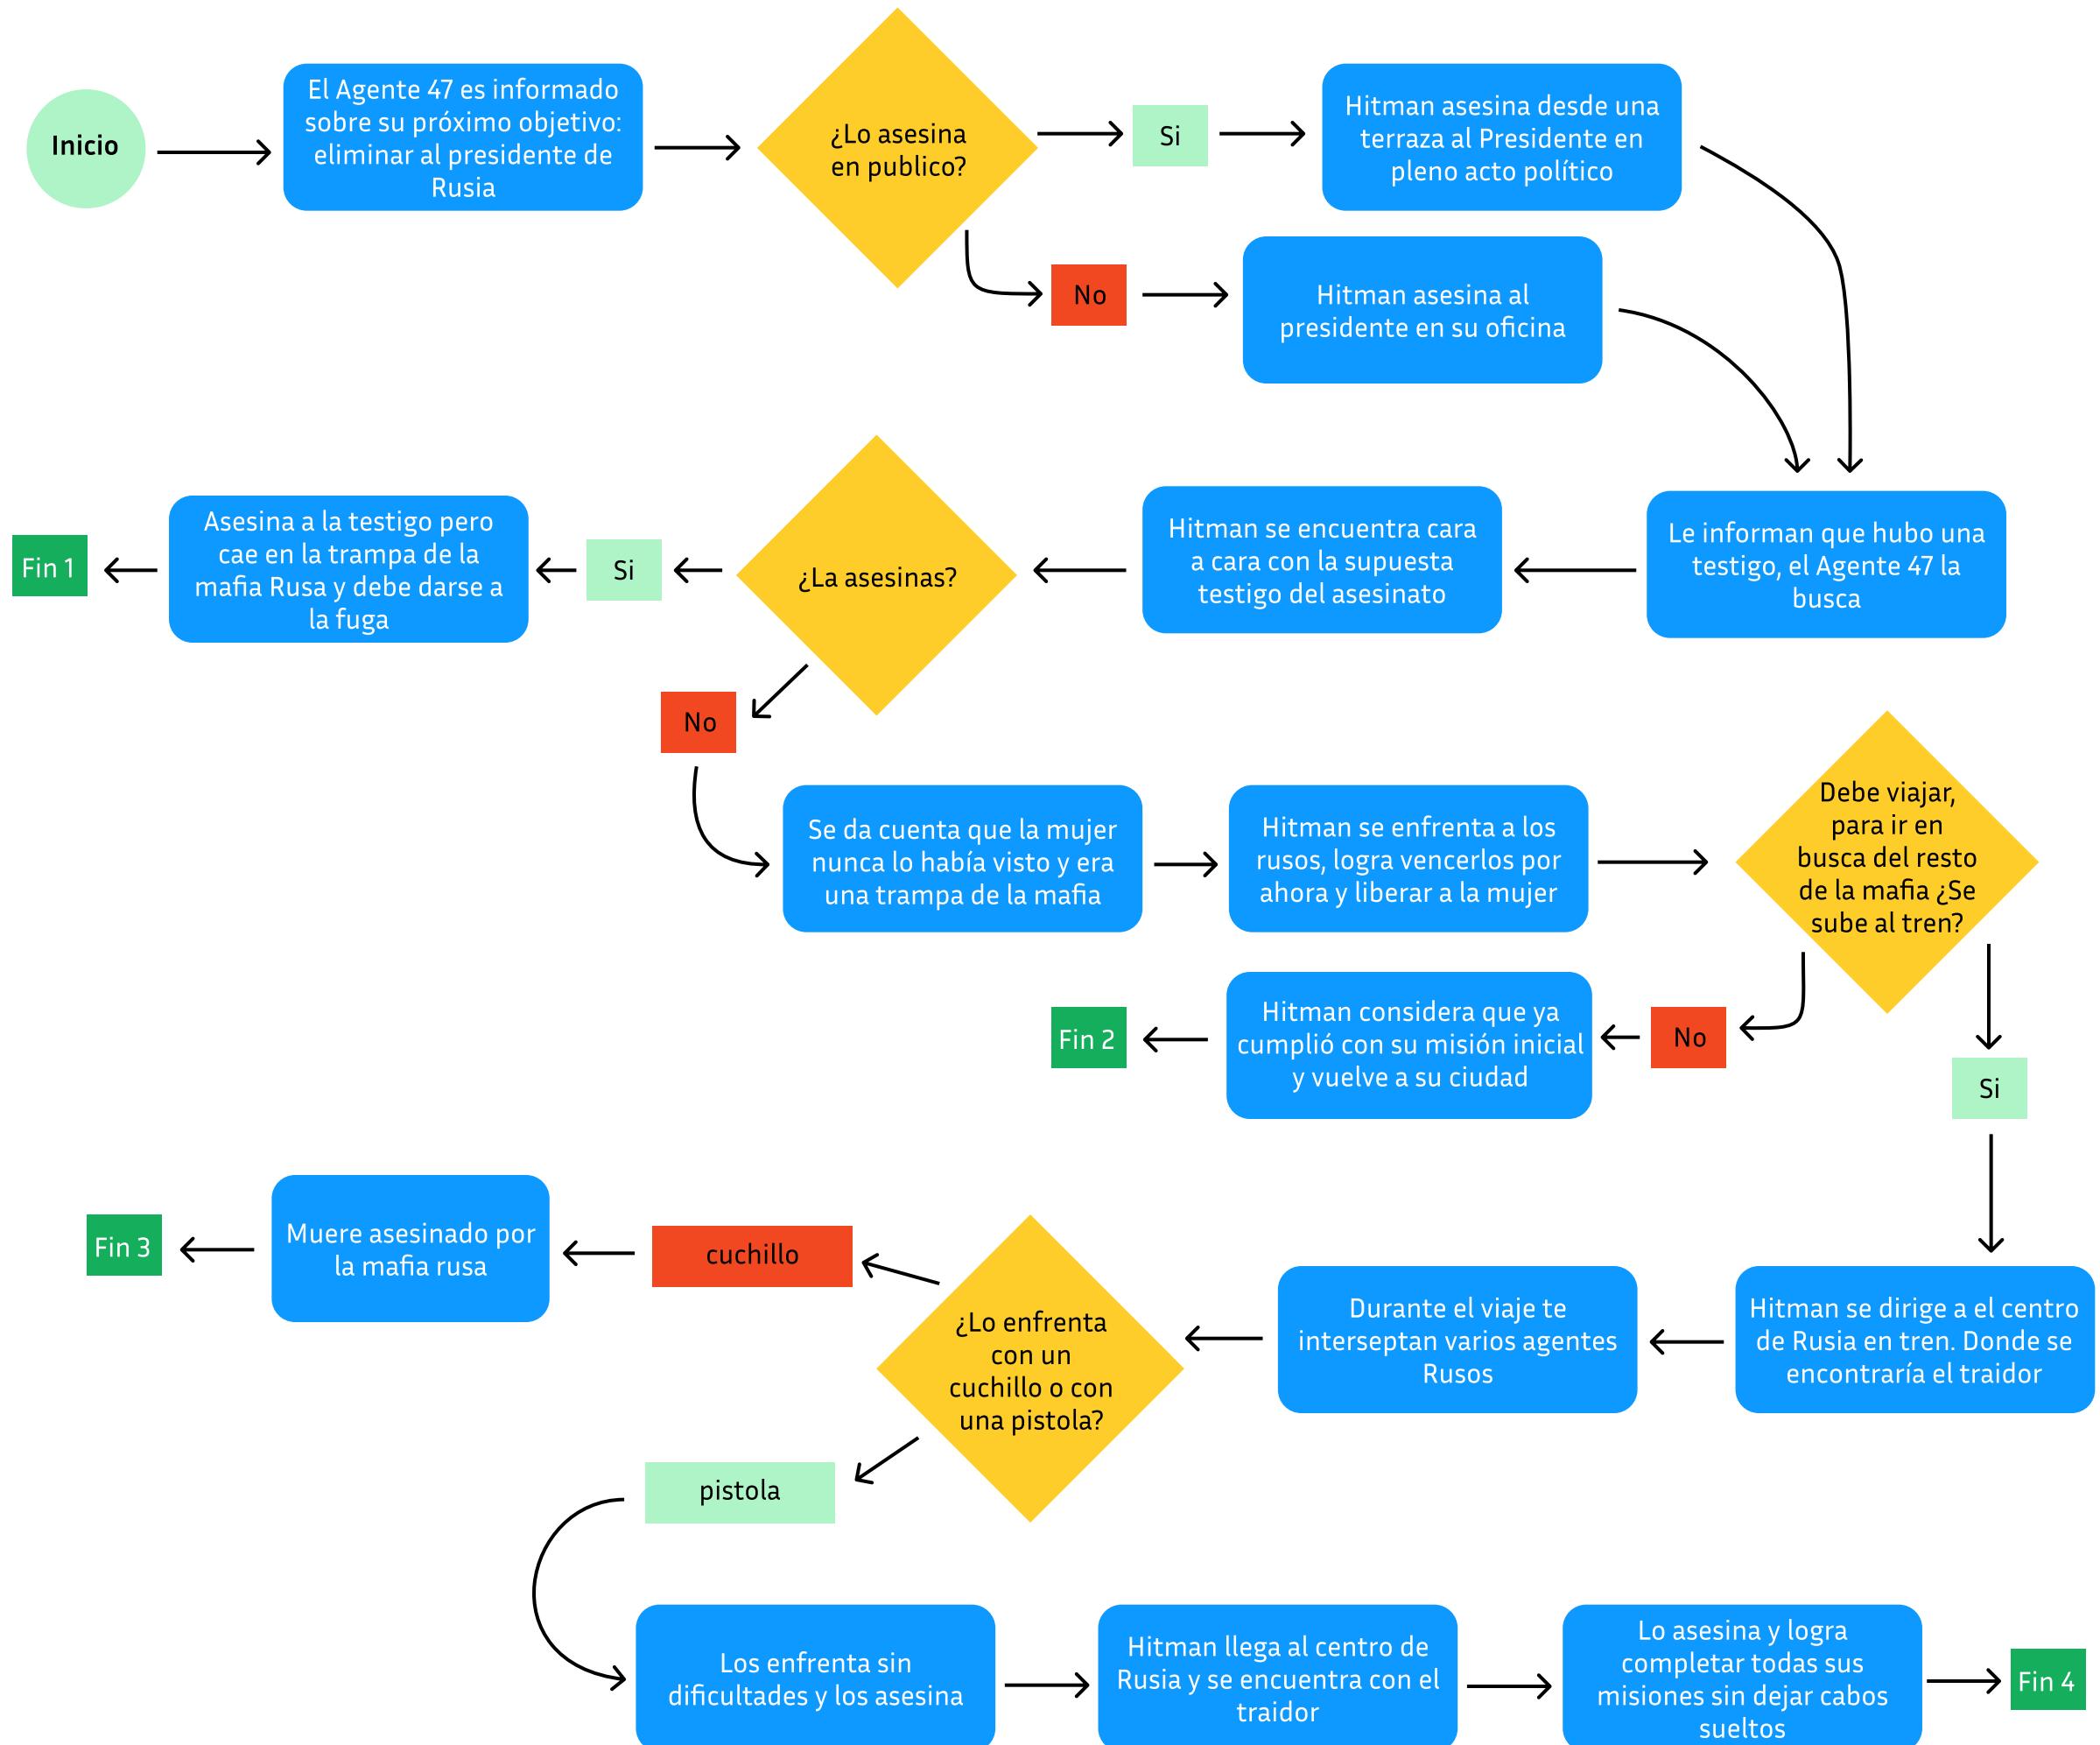 Inicio
El Agente 47 es informado
sobre su próximo objetivo:
eliminar al presidente de
Rusia
¿Lo asesina
en publico?
Si
Hitman asesina desde una
terraza al Presidente en
pleno acto político
No
Hitman asesina al
presidente en su oficina
Le informan que hubo una
testigo, el Agente 47 la
busca
Hitman se encuentra cara
a cara con la supuesta
testigo del asesinato
¿La asesinas?
Si
Asesina a la testigo pero
cae en la trampa de la
mafia Rusa y debe darse a
la fuga
Fin 1
No
Se da cuenta que la mujer
nunca lo había visto y era
una trampa de la mafia
Hitman se enfrenta a los
rusos, logra vencerlos por
ahora y liberar a la mujer
Debe viajar,
para ir en
busca del resto
de la mafia ¿Se
sube al tren?
No
Hitman considera que ya
cumplió con su misión inicial
y vuelve a su ciudad
Fin 2
Si
Hitman se dirige a el centro
de Rusia en tren. Donde se
encontraría el traidor
Durante el viaje te
interseptan varios agentes
Rusos
¿Lo enfrenta
con un
cuchillo o con
una pistola?
cuchillo
Muere asesinado por
la mafia rusa
Fin 3
pistola
Los enfrenta sin
dificultades y los asesina
Hitman llega al centro de
Rusia y se encuentra con el
traidor
Lo asesina y logra
completar todas sus
misiones sin dejar cabos
sueltos
Fin 4